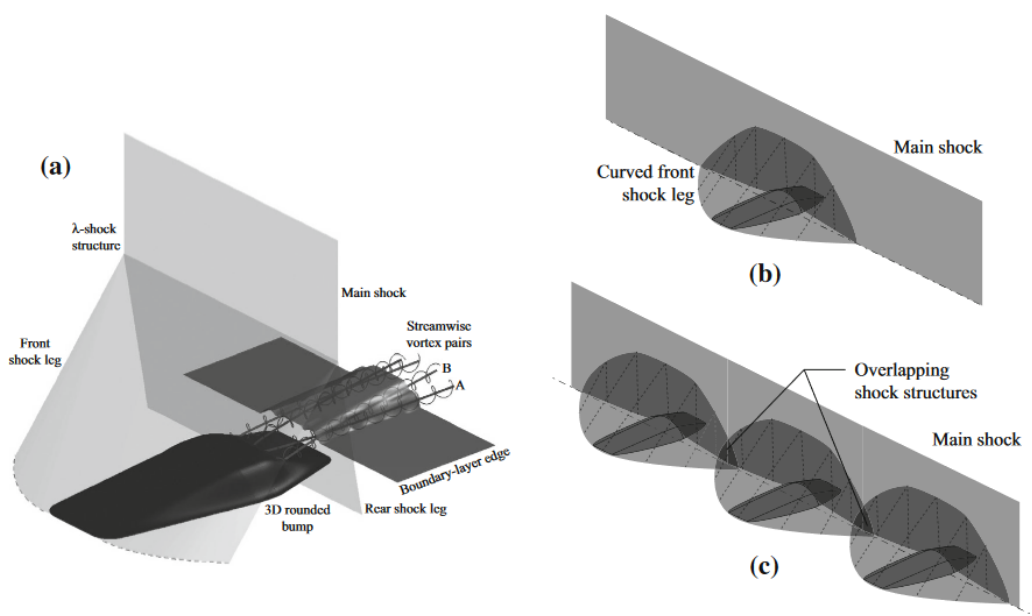 (a)
λ-shock
structure
Main shock
Front
shock leg
Streamwise
vortex pairs
B
A
Boundary-layer edge
3D rounded
bump
Rear shock leg
Main shock
Curved front
shock leg
(b)
Overlapping
shock structures
Main shock
(c)